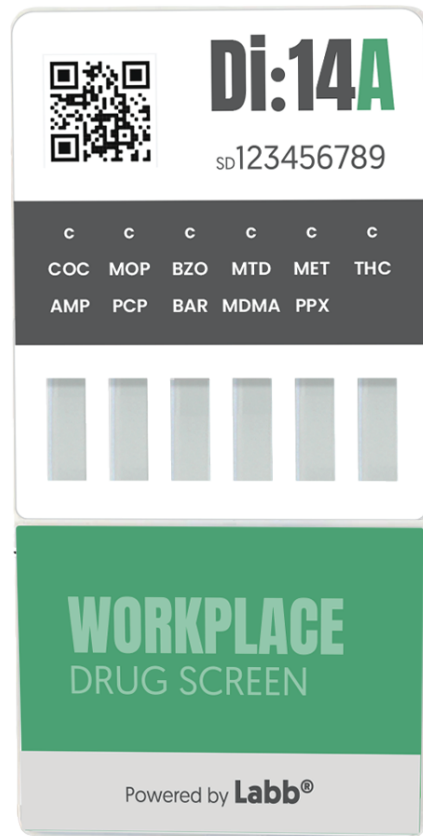 Di:14A
SD123456789
C C C C C C
COC MOP BZO MTD MET THC
AMP PCP BAR MDMA PPX
WORKPLACE
DRUG SCREEN
Powered by Labb®